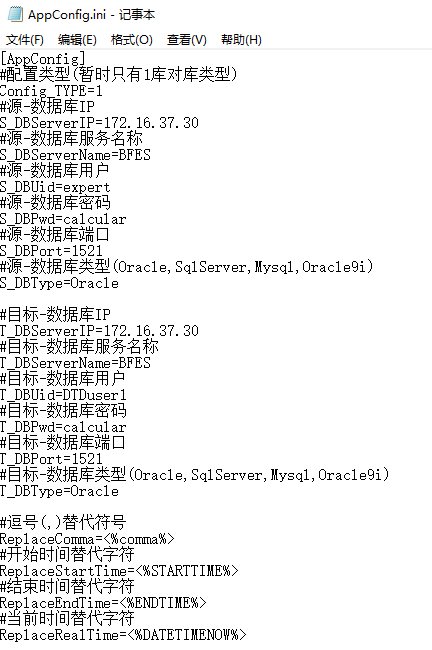 AppConfig.ini - 记事本
文件(F) 编辑(E) 格式(O) 查看(V) 帮助(H)
[AppConfig]
#配置类型(暂时只有1库对库类型)
Config_TYPE=1
#源-数据库IP
S_DBServerIP=172.16.37.30
#源-数据库服务名称
S_DBServerName=BFES
#源-数据库用户
S_DBUid=expert
#源-数据库密码
S_DBPwd=calcular
#源-数据库端口
S_DBPort=1521
#源-数据库类型(Oracle,SqlServer,Mysql,Oracle9i)
S_DBType=Oracle

#目标-数据库IP
T_DBServerIP=172.16.37.30
#目标-数据库服务名称
T_DBServerName=BFES
#目标-数据库用户
T_DBUid=DTDuser1
#目标-数据库密码
T_DBPwd=calcular
#目标-数据库端口
T_DBPort=1521
#目标-数据库类型(Oracle,SqlServer,Mysql,Oracle9i)
T_DBType=Oracle

#逗号(,)替代符号
ReplaceComma=<%comma%>
#开始时间替代字符
ReplaceStartTime=<%STARTTIME%>
#结束时间替代字符
ReplaceEndTime=<%ENDTIME%>
#当前时间替代字符
ReplaceRealTime=<%DATETIMENOW%>